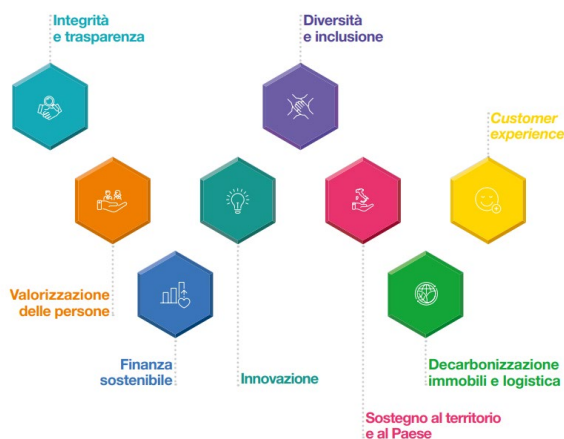 Integrità
e trasparenza
Diversità
e inclusione
Customer
experience
Valorizzazione
delle persone
Finanza
sostenibile
Innovazione
Decarbonizzazione
immobili e logistica
Sostegno al territorio
e al Paese